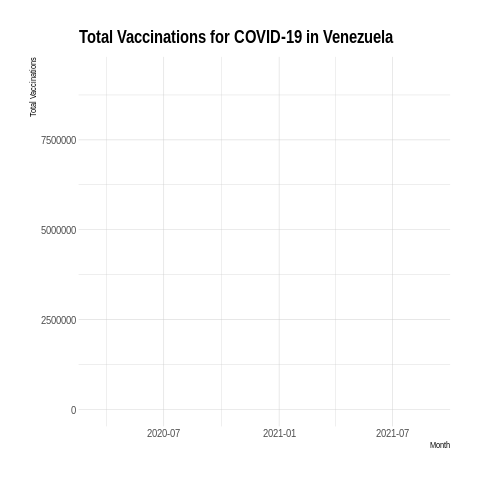 Total Vaccinations for COVID-19 in Venezuela
Total Vaccinations
7500000
5000000
2500000
0
2020-07
2021-01
2021-07
Month